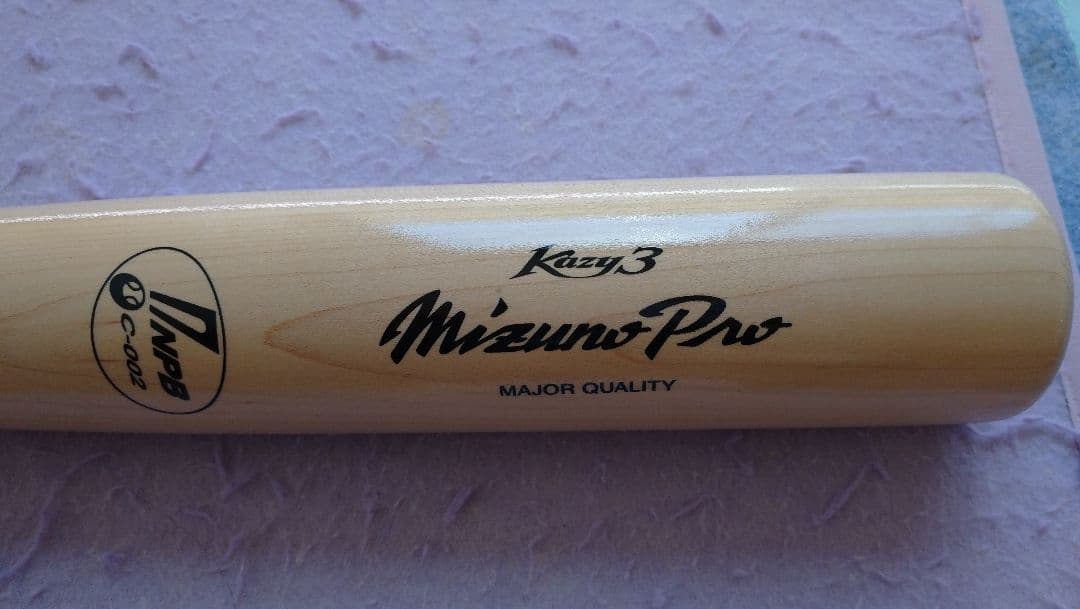 NPB
C-002
Kazy3
Mizuno Pro
MAJOR QUALITY